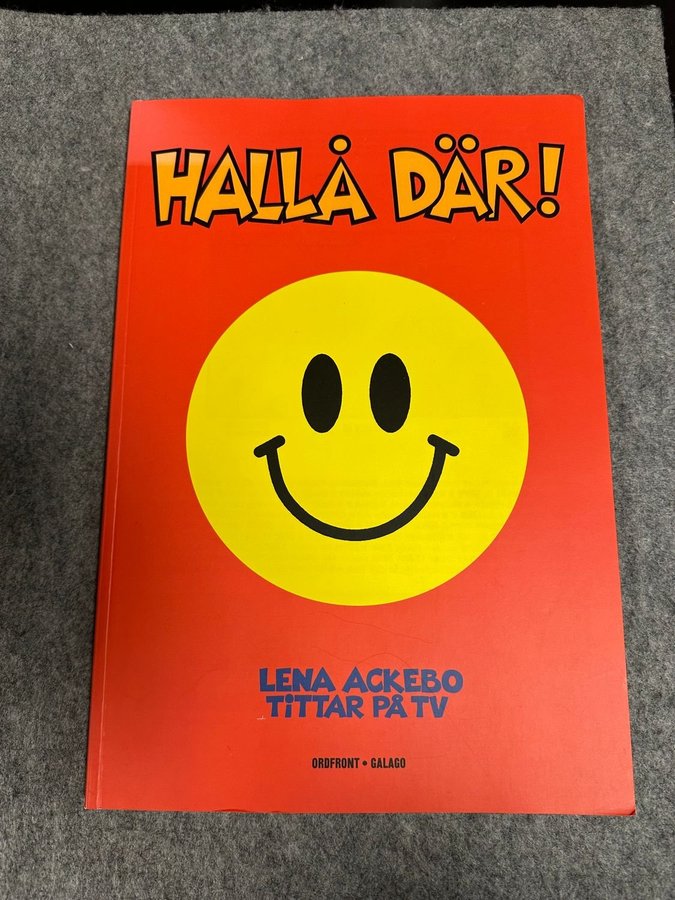 HALLÅ DÄR!
LENA ACKEBO
TiTTAR PÅ TV
ORDFRONT • GALAGO